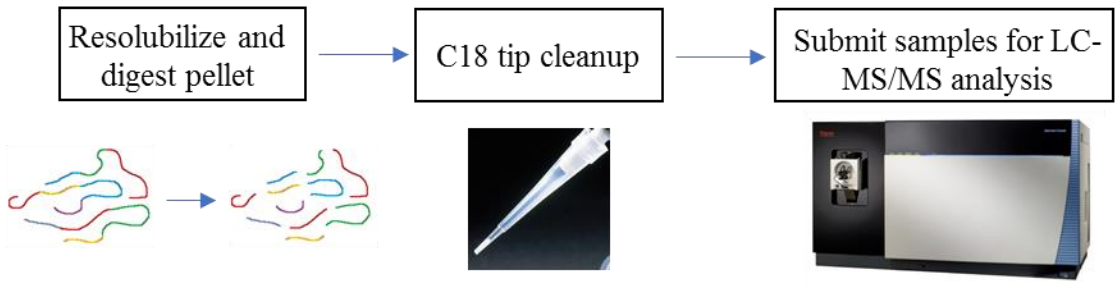 Resolubilize and
digest pellet
C18 tip cleanup
Submit samples for LC-
MS/MS analysis